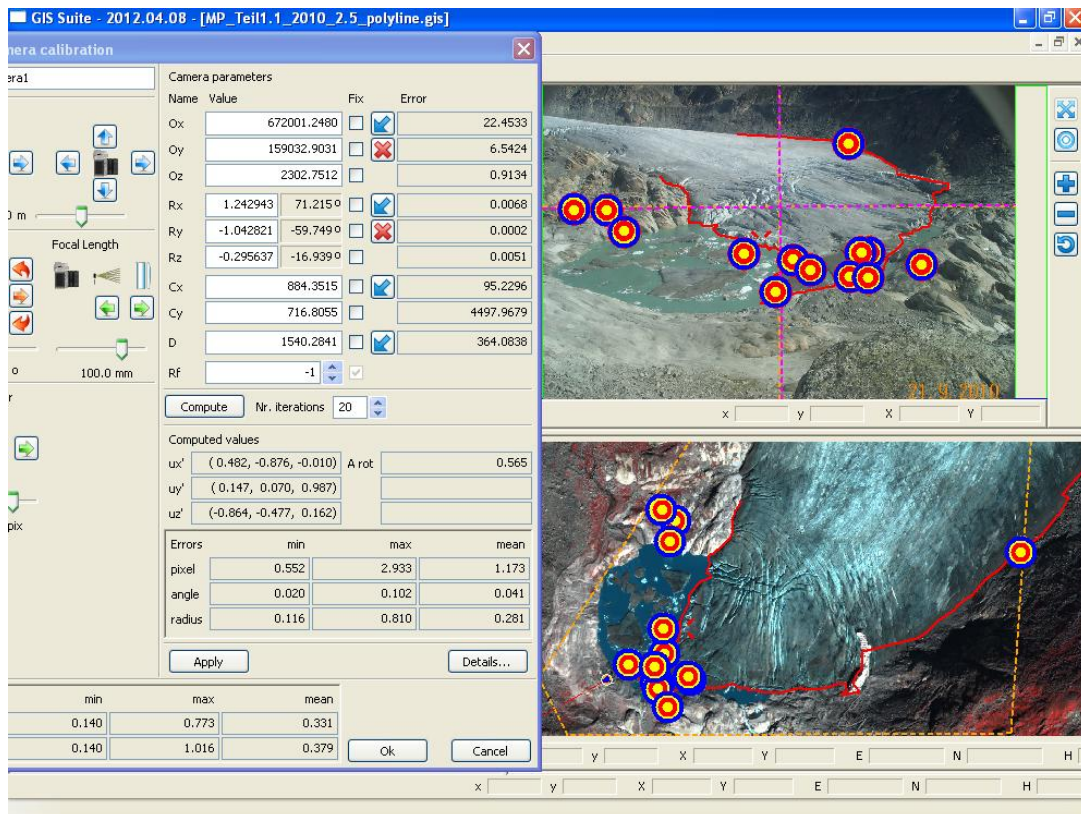 GIS Suite - 2012.04.08 - [MP_Teil1.1_2010_2.5_polyline.gis]
mera calibration
era1
Camera parameters
Name Value Fix Error
Ox 672001.2480 22.4533
Oy 159032.9031 6.5424
Oz 2302.7512 0.9134
Rx 1.242943 71.215 º 0.0068
Ry -1.042821 -59.749 º 0.0002
Rz -0.295637 -16.939 º 0.0051
0 m
Focal Length
Cx 884.3515 95.2296
Cy 716.8055 4497.9679
D 1540.2841 364.0838
o 100.0 mm
Rf -1
r
Compute Nr. iterations 20
Computed values
ux' ( 0.482, -0.876, -0.010) A rot 0.565
uy' ( 0.147, 0.070, 0.987)
uz' (-0.864, -0.477, 0.162)
pix
Errors min max mean
pixel 0.552 2.933 1.173
angle 0.020 0.102 0.041
radius 0.116 0.810 0.281
Apply Details...
min max mean
0.140 0.773 0.331
0.140 1.016 0.379
Ok Cancel
21 9 2010
x y X Y
y X Y E N H
x y X Y E N H